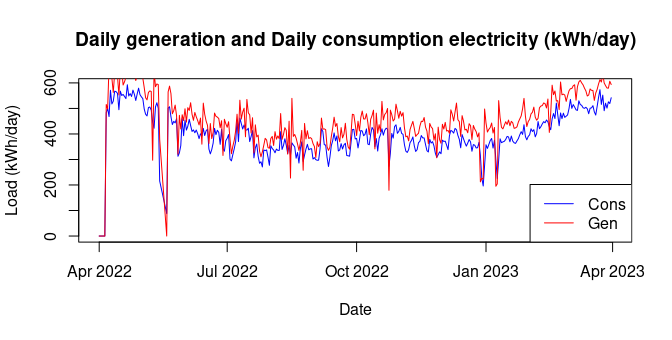 Daily generation and Daily consumption electricity (kWh/day)
Load (kWh/day)
600
400
200
0
Apr 2022 Jul 2022 Oct 2022 Jan 2023 Apr 2023
Date
Cons
Gen